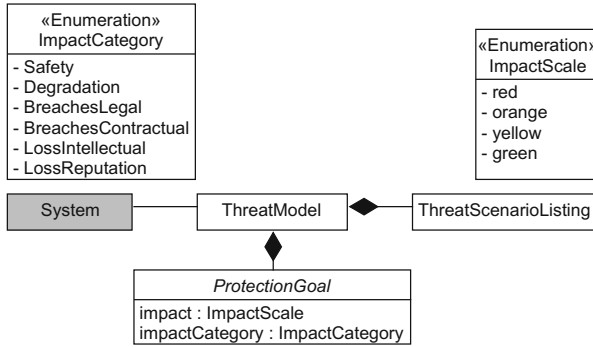 «Enumeration»
ImpactCategory
- Safety
- Degradation
- BreachesLegal
- BreachesContractual
- LossIntellectual
- LossReputation
«Enumeration»
ImpactScale
- red
- orange
- yellow
- green
System
ThreatModel
ThreatScenarioListing
ProtectionGoal
impact : ImpactScale
impactCategory : ImpactCategory